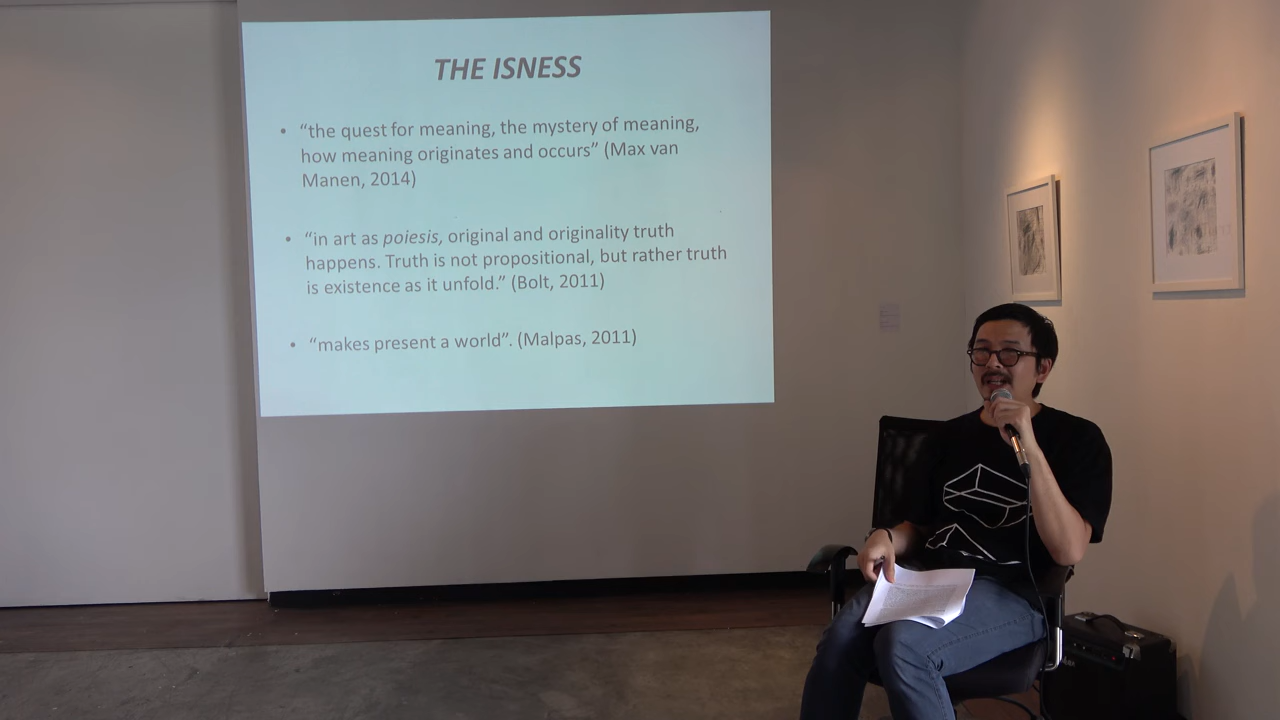 THE ISNESS
• “the quest for meaning, the mystery of meaning,
how meaning originates and occurs” (Max van
Manen, 2014)
• “in art as poiesis, original and originality truth
happens. Truth is not propositional, but rather truth
is existence as it unfold.” (Bolt, 2011)
• “makes present a world”. (Malpas, 2011)